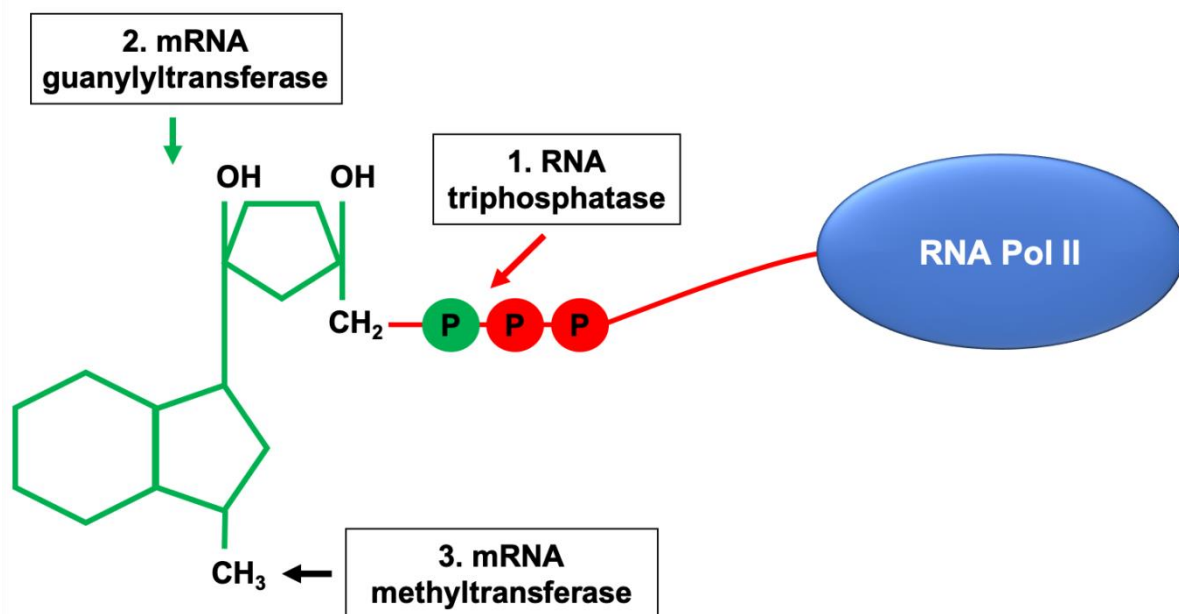 2. mRNA
guanylyltransferase
OH
OH
1. RNA
triphosphatase
RNA Pol II
CH₂
P
P
P
CH₃
3. mRNA
methyltransferase